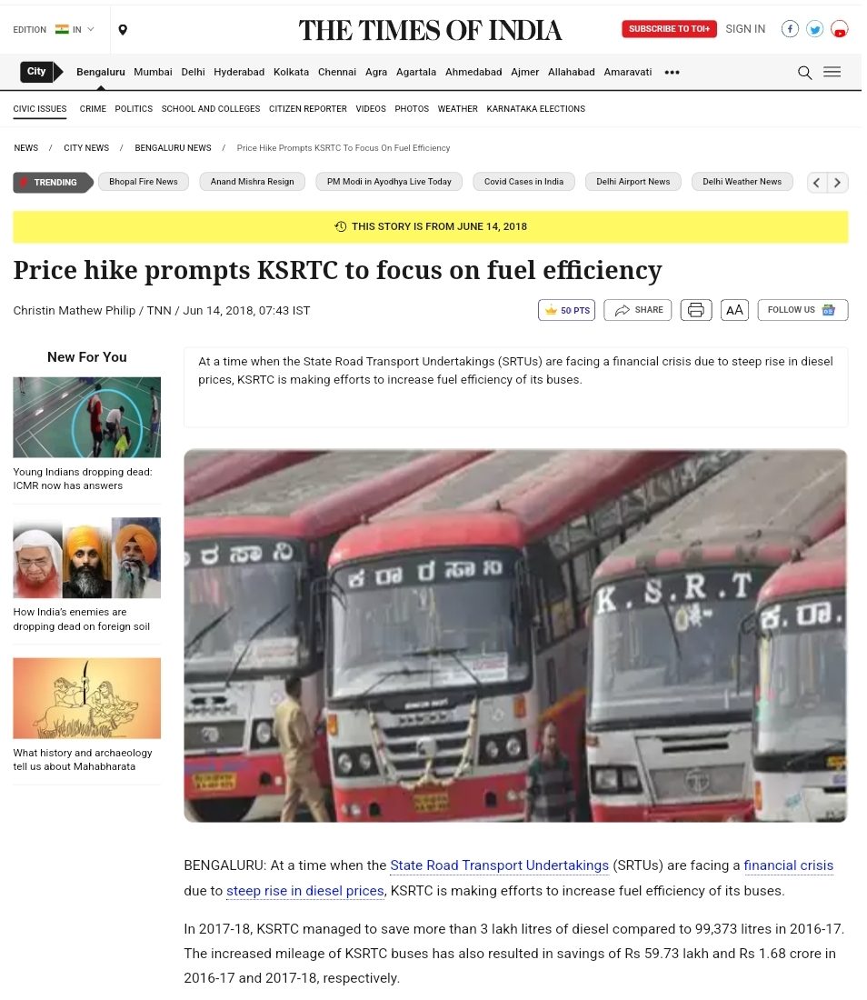 EDITION IN
THE TIMES OF INDIA
SUBSCRIBE TO TOI+ SIGN IN
City Bengaluru Mumbai Delhi Hyderabad Kolkata Chennai Agra Agartala Ahmedabad Ajmer Allahabad Amaravati •••
CIVIC ISSUES CRIME POLITICS SCHOOL AND COLLEGES CITIZEN REPORTER VIDEOS PHOTOS WEATHER KARNATAKA ELECTIONS
NEWS / CITY NEWS / BENGALURU NEWS / Price Hike Prompts KSRTC To Focus On Fuel Efficiency
TRENDING Bhopal Fire News Anand Mishra Resign PM Modi in Ayodhya Live Today Covid Cases in India Delhi Airport News Delhi Weather News
THIS STORY IS FROM JUNE 14, 2018
Price hike prompts KSRTC to focus on fuel efficiency
Christin Mathew Philip / TNN / Jun 14, 2018, 07:43 IST
50 PTS SHARE AA FOLLOW US
New For You
Young Indians dropping dead:
ICMR now has answers
How India's enemies are
dropping dead on foreign soil
What history and archaeology
tell us about Mahabharata
At a time when the State Road Transport Undertakings (SRTUs) are facing a financial crisis due to steep rise in diesel
prices, KSRTC is making efforts to increase fuel efficiency of its buses.
ರ ಸಾ ನಿ
ಕ ರಾ ರ ಸಾ ನಿ
K.S.R.T
ಕ. ರಾ.
BENGALURU: At a time when the State Road Transport Undertakings (SRTUs) are facing a financial crisis
due to steep rise in diesel prices, KSRTC is making efforts to increase fuel efficiency of its buses.
In 2017-18, KSRTC managed to save more than 3 lakh litres of diesel compared to 99,373 litres in 2016-17.
The increased mileage of KSRTC buses has also resulted in savings of Rs 59.73 lakh and Rs 1.68 crore in
2016-17 and 2017-18, respectively.